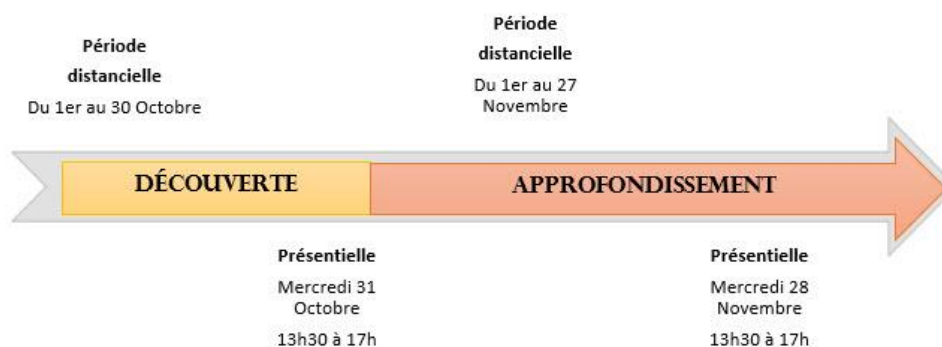 Période
distancielle
Du 1er au 30 Octobre
Période
distancielle
Du 1er au 27
Novembre
DÉCOUVERTE
APPROFONDISSEMENT
Présentielle
Mercredi 31
Octobre
13h30 à 17h
Présentielle
Mercredi 28
Novembre
13h30 à 17h